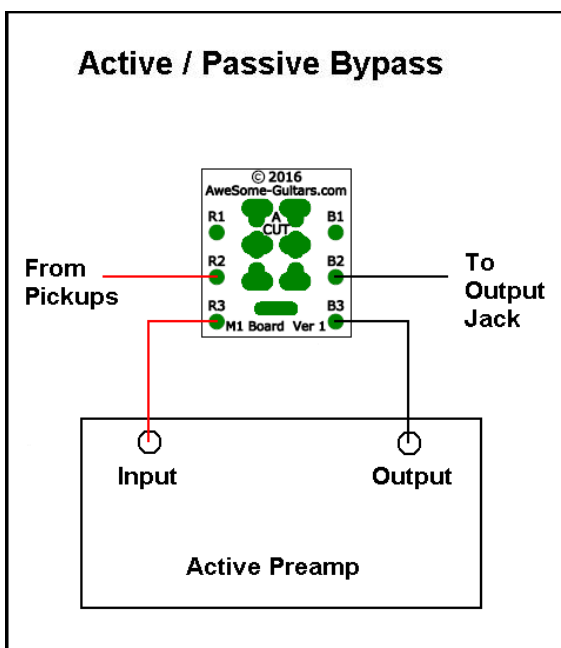 Active / Passive Bypass
© 2016
AweSome-Guitars.com
R1
A
B1
CUT
From
Pickups
R2
B2
To
Output
Jack
R3
B3
M1 Board Ver 1
Input
Output
Active Preamp